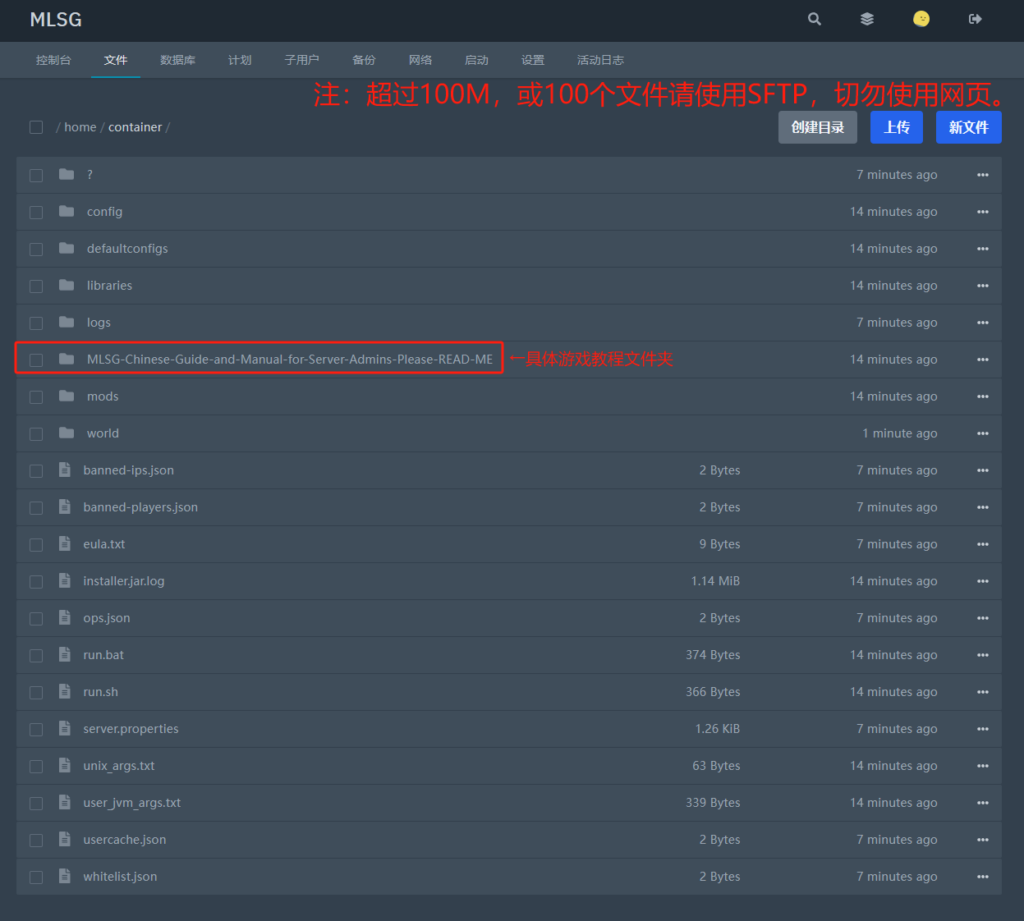 MLSG
控制台 文件 数据库 计划 子用户 备份 网络 启动 设置 活动日志
注：超过100M，或100个文件请使用SFTP，切勿使用网页。
/ home / container /
创建目录 上传 新文件
? 7 minutes ago
config 14 minutes ago
defaultconfigs 14 minutes ago
libraries 14 minutes ago
logs 7 minutes ago
MLSG-Chinese-Guide-and-Manual-for-Server-Admins-Please-READ-ME ←具体游戏教程文件夹 14 minutes ago
mods 14 minutes ago
world 1 minute ago
banned-ips.json 2 Bytes 7 minutes ago
banned-players.json 2 Bytes 7 minutes ago
eula.txt 9 Bytes 7 minutes ago
installer.jar.log 1.14 MiB 14 minutes ago
ops.json 2 Bytes 7 minutes ago
run.bat 374 Bytes 14 minutes ago
run.sh 366 Bytes 14 minutes ago
server.properties 1.26 KiB 7 minutes ago
unix_args.txt 63 Bytes 14 minutes ago
user_jvm_args.txt 339 Bytes 14 minutes ago
usercache.json 2 Bytes 7 minutes ago
whitelist.json 2 Bytes 7 minutes ago